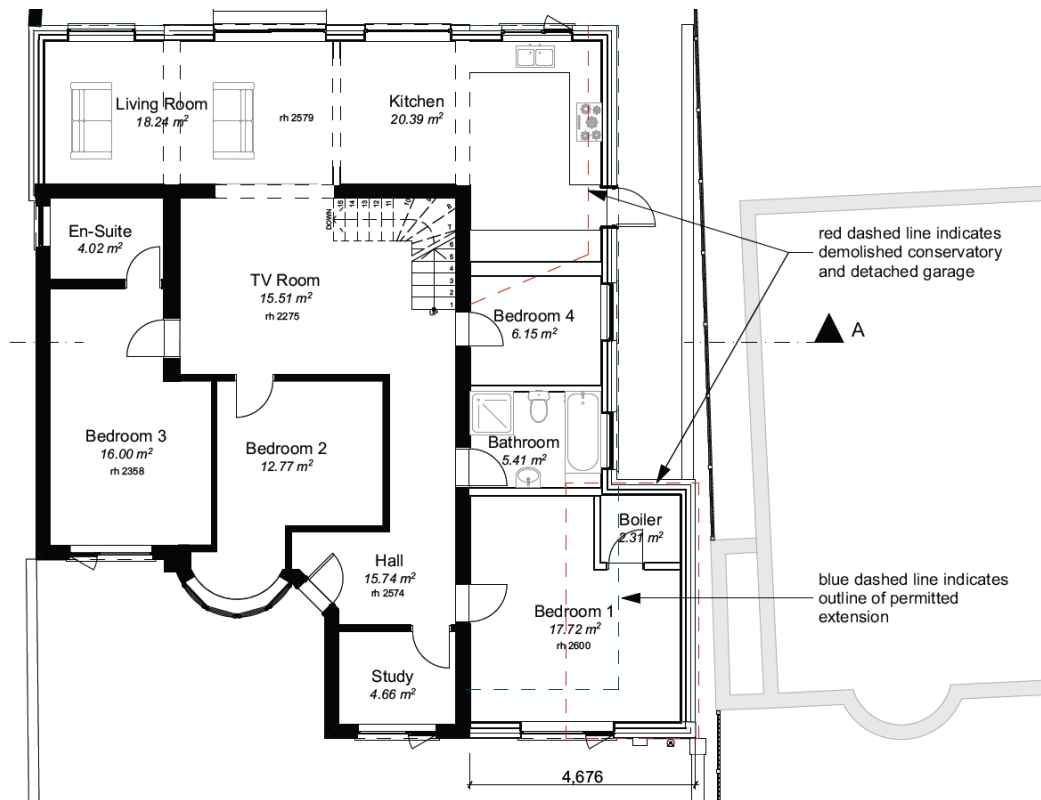 Living Room
18.24 m²
rh 2579
Kitchen
20.39 m²
En-Suite
4.02 m²
DOWN
15
14
13
12
11
10
9
8
7
6
5
4
3
2
1
UP
TV Room
15.51 m²
rh 2275
Bedroom 4
6.15 m²
red dashed line indicates
demolished conservatory
and detached garage
A
Bedroom 3
16.00 m²
rh 2358
Bedroom 2
12.77 m²
Bathroom
5.41 m²
Boiler
2.31 m²
Hall
15.74 m²
rh 2574
Bedroom 1
17.72 m²
rh 2600
blue dashed line indicates
outline of permitted
extension
Study
4.66 m²
4,676